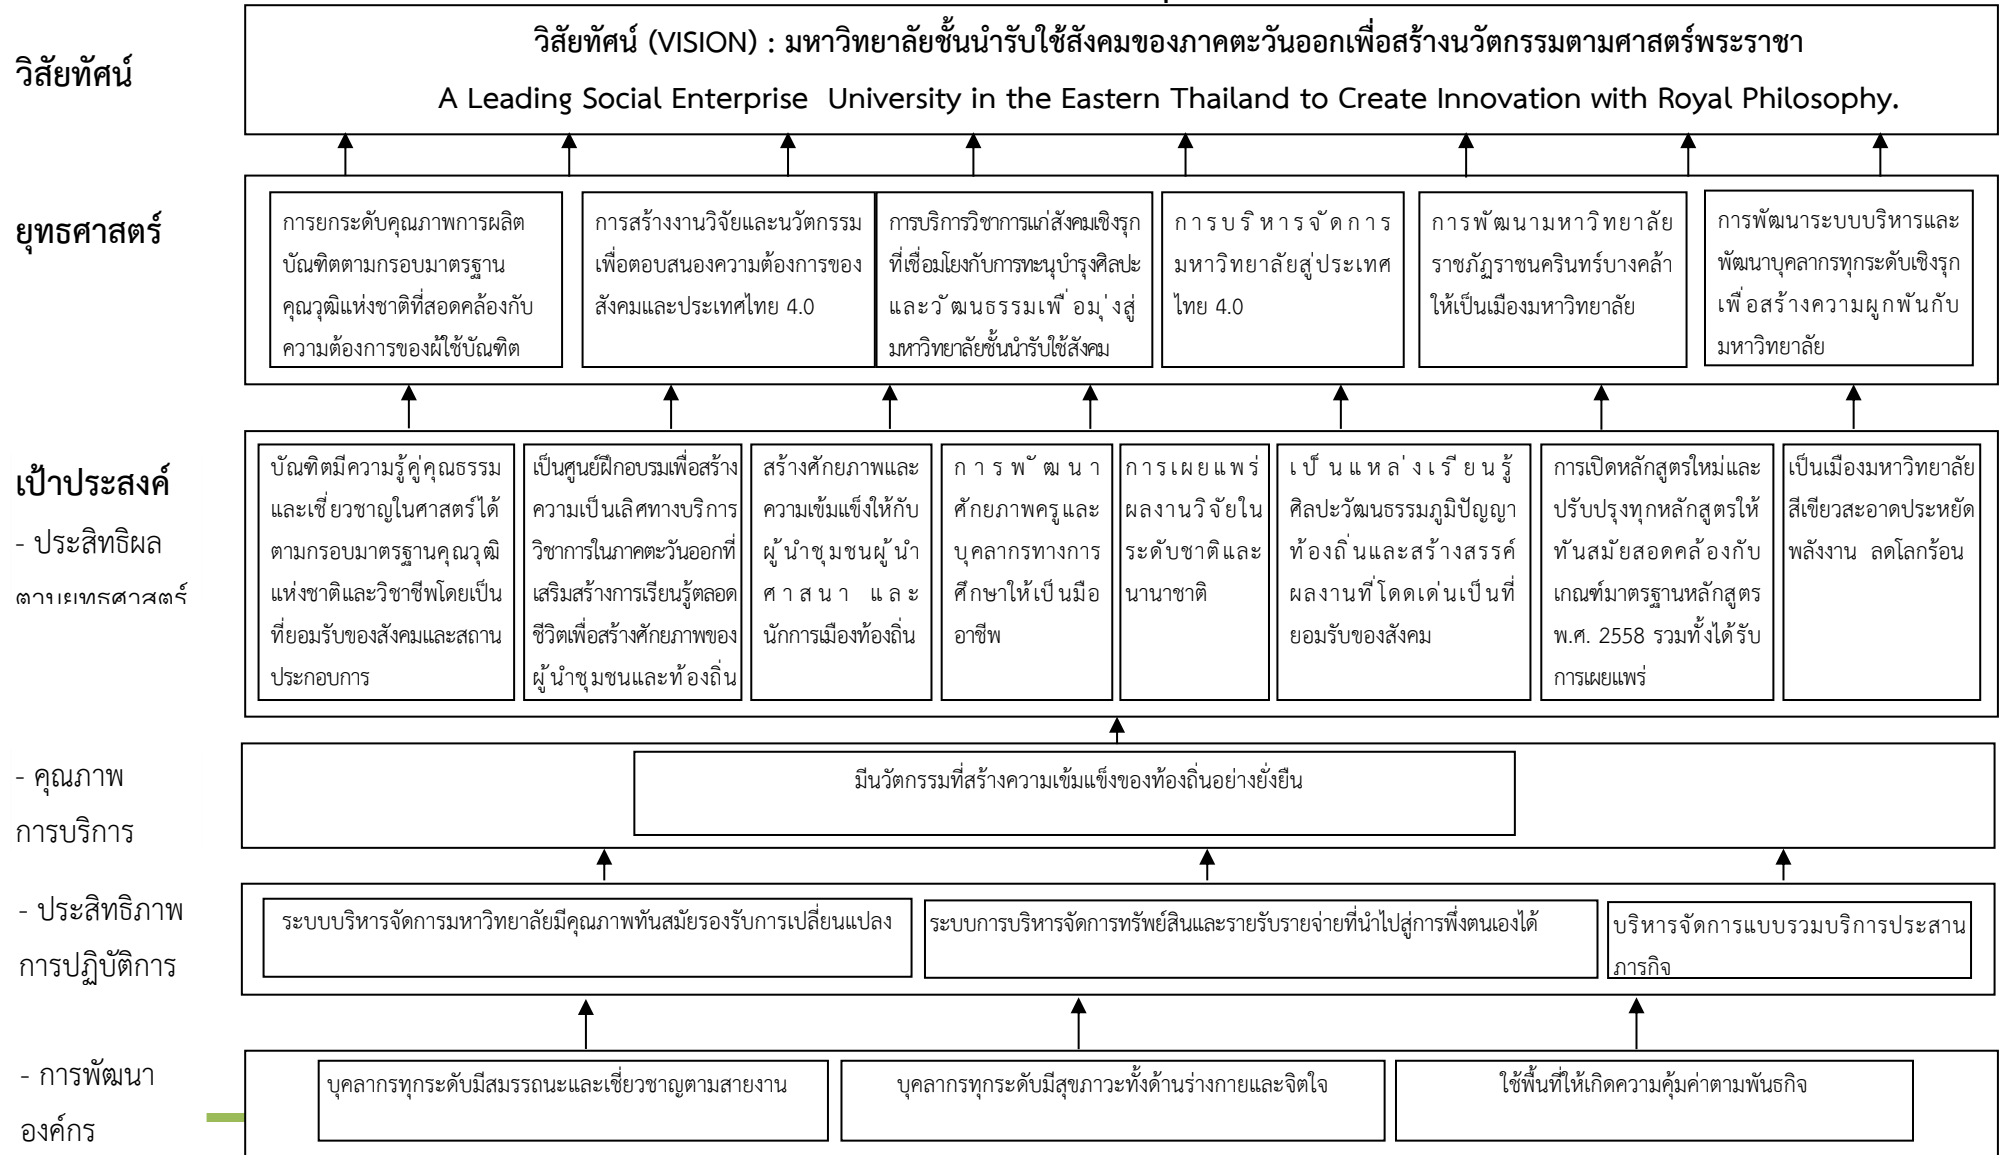 วิสัยทัศน์
วิสัยทัศน์ (VISION) : มหาวิทยาลัยชั้นนำรับใช้สังคมของภาคตะวันออกเพื่อสร้างนวัตกรรมตามศาสตร์พระราชา
A Leading Social Enterprise University in the Eastern Thailand to Create Innovation with Royal Philosophy.
ยุทธศาสตร์
การยกระดับคุณภาพการผลิต
บัณฑิตตามกรอบมาตรฐาน
คุณวุฒิแห่งชาติที่สอดคล้องกับ
ความต้องการของผู้ใช้บัณฑิต
การสร้างงานวิจัยและนวัตกรรม
เพื่อตอบสนองความต้องการของ
สังคมและประเทศไทย 4.0
การบริการวิชาการแก่สังคมเชิงรุก
ที่เชื่อมโยงกับการทะนุบำรุงศิลปะ
และวัฒนธรรมเพื่อมุ่งสู่
มหาวิทยาลัยชั้นนำรับใช้สังคม
การบริหารจัดการ
มหาวิทยาลัยสู่ประเทศ
ไทย 4.0
การพัฒนามหาวิทยาลัย
ราชภัฏราชนครินทร์บางคล้า
ให้เป็นเมืองมหาวิทยาลัย
การพัฒนาระบบบริหารและ
พัฒนาบุคลากรทุกระดับเชิงรุก
เพื่อสร้างความผูกพันกับ
มหาวิทยาลัย
เป้าประสงค์
- ประสิทธิผล
ตามยุทธศาสตร์
บัณฑิตมีความรู้คู่คุณธรรม
และเชี่ยวชาญในศาสตร์ได้
ตามกรอบมาตรฐานคุณวุฒิ
แห่งชาติและวิชาชีพโดยเป็น
ที่ยอมรับของสังคมและสถาน
ประกอบการ
เป็นศูนย์ฝึกอบรมเพื่อสร้าง
ความเป็นเลิศทางบริการ
วิชาการในภาคตะวันออกที่
เสริมสร้างการเรียนรู้ตลอด
ชีวิตเพื่อสร้างศักยภาพของ
ผู้นำชุมชนและท้องถิ่น
สร้างศักยภาพและ
ความเข้มแข็งให้กับ
ผู้นำชุมชนผู้นำ
ศาสนา และ
นักการเมืองท้องถิ่น
การพัฒนา
ศักยภาพครูและ
บุคลากรทางการ
ศึกษาให้เป็นมือ
อาชีพ
การเผยแพร่
ผลงานวิจัยใน
ระดับชาติและ
นานาชาติ
เป็นแหล่งเรียนรู้
ศิลปะวัฒนธรรมภูมิปัญญา
ท้องถิ่นและสร้างสรรค์
ผลงานที่โดดเด่นเป็นที่
ยอมรับของสังคม
การเปิดหลักสูตรใหม่และ
ปรับปรุงทุกหลักสูตรให้
ทันสมัยสอดคล้องกับ
เกณฑ์มาตรฐานหลักสูตร
พ.ศ. 2558 รวมทั้งได้รับ
การเผยแพร่
เป็นเมืองมหาวิทยาลัย
สีเขียวสะอาดประหยัด
พลังงาน ลดโลกร้อน
- คุณภาพ
การบริการ
มีนวัตกรรมที่สร้างความเข้มแข็งของท้องถิ่นอย่างยั่งยืน
- ประสิทธิภาพ
การปฏิบัติการ
ระบบบริหารจัดการมหาวิทยาลัยมีคุณภาพทันสมัยรองรับการเปลี่ยนแปลง
ระบบการบริหารจัดการทรัพย์สินและรายรับรายจ่ายที่นำไปสู่การพึ่งตนเองได้
บริหารจัดการแบบรวมบริการประสาน
ภารกิจ
- การพัฒนา
องค์กร
บุคลากรทุกระดับมีสมรรถนะและเชี่ยวชาญตามสายงาน
บุคลากรทุกระดับมีสุขภาวะทั้งด้านร่างกายและจิตใจ
ใช้พื้นที่ให้เกิดความคุ้มค่าตามพันธกิจ